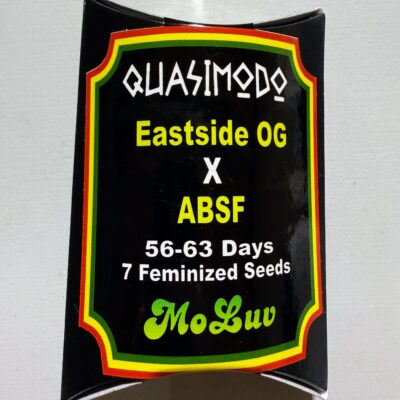 QUASIMODO
Eastside OG
X
ABSF
56-63 Days
7 Feminized Seeds
MoLuv